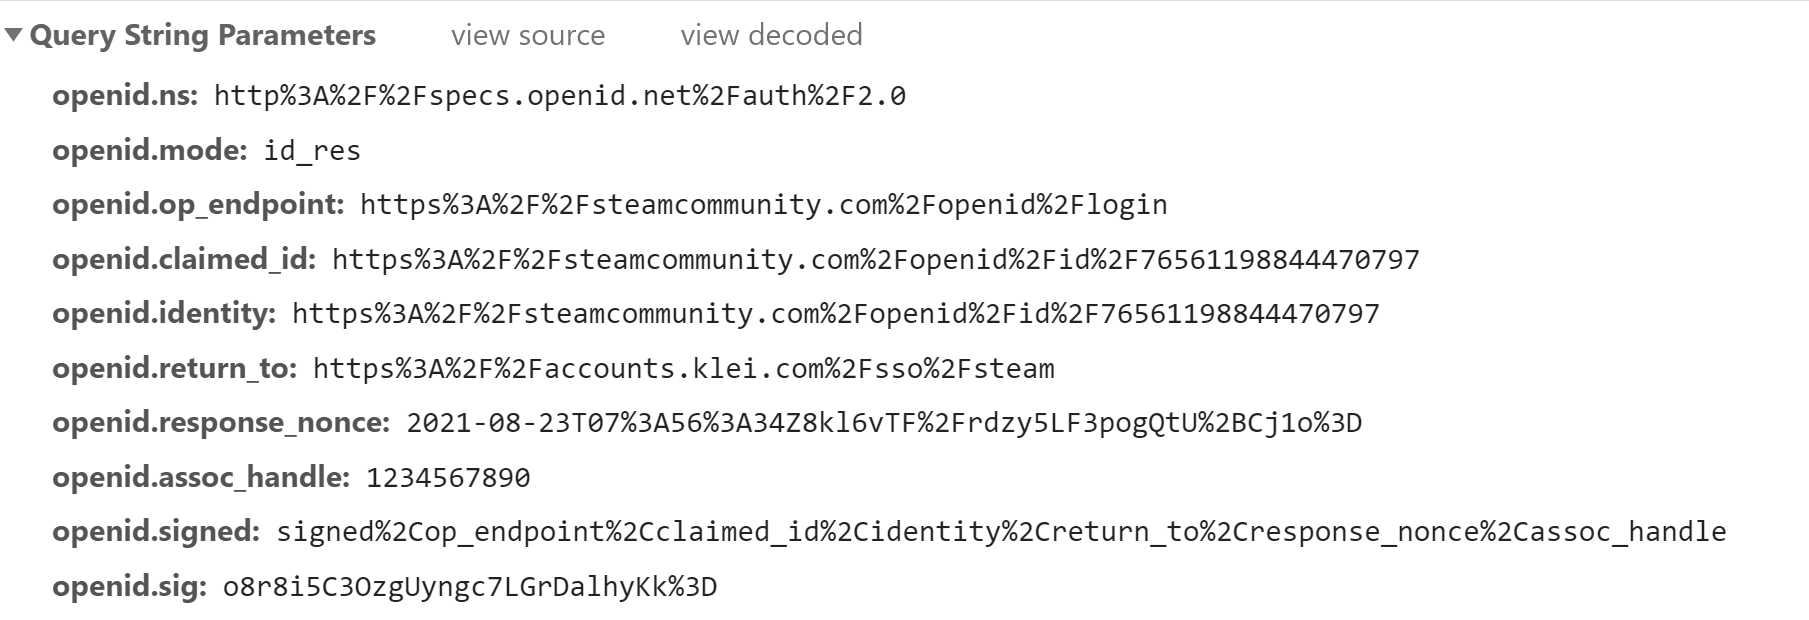 Query String Parameters view source view decoded
openid.ns: http%3A%2F%2Fspecs.openid.net%2Fauth%2F2.0
openid.mode: id_res
openid.op_endpoint: https%3A%2F%2Fsteamcommunity.com%2Fopenid%2Flogin
openid.claimed_id: https%3A%2F%2Fsteamcommunity.com%2Fopenid%2Fid%2F76561198844470797
openid.identity: https%3A%2F%2Fsteamcommunity.com%2Fopenid%2Fid%2F76561198844470797
openid.return_to: https%3A%2F%2Faccounts.klei.com%2Fsso%2Fsteam
openid.response_nonce: 2021-08-23T07%3A56%3A34Z8kl6vTF%2Frdzy5LF3pogQtU%2BCj1o%3D
openid.assoc_handle: 1234567890
openid.signed: signed%2Cop_endpoint%2Cclaimed_id%2Cidentity%2Creturn_to%2Cresponse_nonce%2Cassoc_handle
openid.sig: o8r8i5C3OzgUyngc7LGrDalhyKk%3D